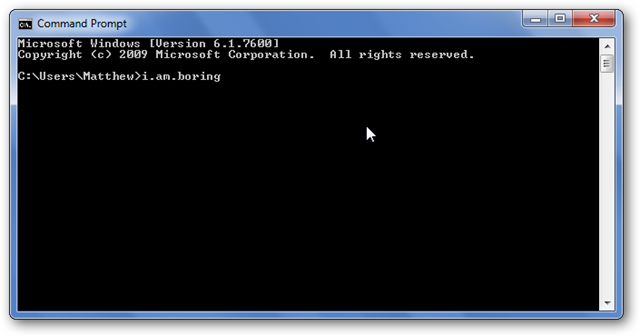 Command Prompt
Microsoft Windows [Version 6.1.7600]
Copyright (c) 2009 Microsoft Corporation.  All rights reserved.
C:\Users\Matthew>i.am.boring